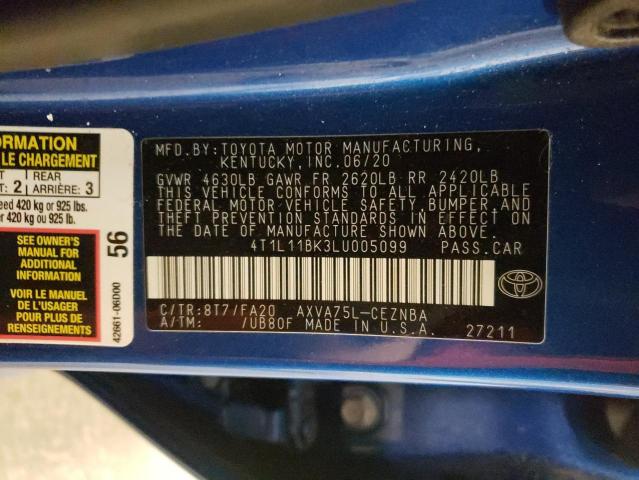 ORMATION
LE CHARGEMENT
REAR
T: 2 ARRIÈRE: 3
eed 420 kg or 925 lbs.
r 420 kg ou 925 lb.
SEE OWNER'S
MANUAL FOR
ADDITIONAL
INFORMATION
VOIR LE MANUEL
DE L'USAGER
POUR PLUS DE
RENSEIGNEMENTS
56
42661-06D00
MFD.BY:TOYOTA MOTOR MANUFACTURING,
KENTUCKY,INC.06/20
GVWR 4630LB GAWR FR 2620LB RR 2420LB
THIS VEHICLE CONFORMS TO ALL APPLICABLE
FEDERAL MOTOR VEHICLE SAFETY,BUMPER,AND
THEFT PREVENTION STANDARDS IN EFFECT ON
THE DATE OF MANUFACTURE SHOWN ABOVE.
4T1L11BK3LU005099 PASS.CAR
C/TR:8T7/FA20 AXVA75L-CEZNBA
A/TM: /UB80F MADE IN U.S.A. 27211